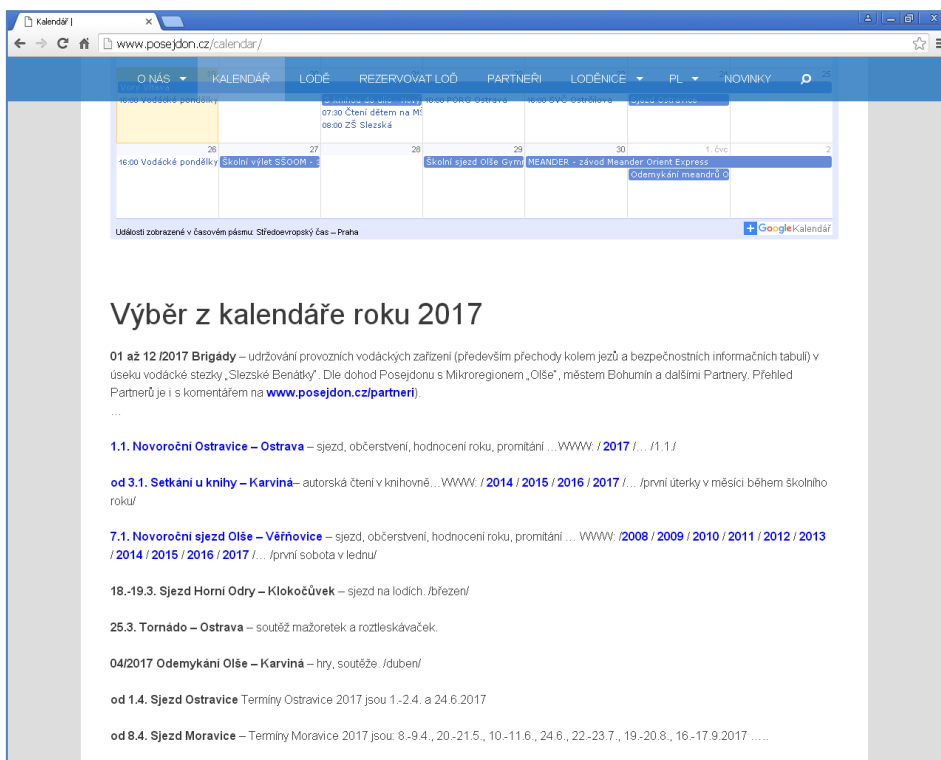 Kalendář |
www.posejdon.cz/calendar/
O NÁS KALENDÁŘ LODĚ REZERVOVAT LOĎ PARTNEŘI LODĚNICE PL NOVINKY
25
16:00 Vodácké pondělky 16:00 PORG Ostrava 16:00 SVČ Ostrčilova Sjezd Ostravice
07:30 Čtení dětem na M
08:00 ZŠ Slezská
26 27 28 29 30 1. čvc 2
16:00 Vodácké pondělky Školní výlet SŠOOM - Školní sjezd Olše Gym MEANDER - závod Meander Orient Express
Odemykání meandrů O
Události zobrazené v časovém pásmu: Středoevropský čas – Praha
Google Kalendář
Výběr z kalendáře roku 2017
01 až 12 /2017 Brigády – udržování provozních vodáckých zařízení (především přechody kolem jezů a bezpečnostních informačních tabulí) v
úseku vodácké stezky „Slezské Benátky". Dle dohod Posejdonu s Mikroregionem „Olše", městem Bohumín a dalšími Partnery. Přehled
Partnerů je i s komentářem na www.posejdon.cz/partneri).
…
1.1. Novoroční Ostravice – Ostrava – sjezd, občerstvení, hodnocení roku, promítání …WWW: / 2017 /… /1.1./
od 3.1. Setkání u knihy – Karviná– autorská čtení v knihovně…WWW: / 2014 / 2015 / 2016 / 2017 /… /první úterky v měsíci během školního
roku/
7.1. Novoroční sjezd Olše – Věřňovice – sjezd, občerstvení, hodnocení roku, promítání … WWW: /2008 / 2009 / 2010 / 2011 / 2012 / 2013
/ 2014 / 2015 / 2016 / 2017 /… /první sobota v lednu/
18.-19.3. Sjezd Horní Odry – Klokočůvek – sjezd na lodích. /březen/
25.3. Tornádo – Ostrava – soutěž mažoretek a roztleskávaček.
04/2017 Odemykání Olše – Karviná – hry, soutěže. /duben/
od 1.4. Sjezd Ostravice Termíny Ostravice 2017 jsou 1.-2.4. a 24.6.2017
od 8.4. Sjezd Moravice – Termíny Moravice 2017 jsou: 8.-9.4., 20.-21.5., 10.-11.6., 24.6., 22.-23.7., 19.-20.8., 16.-17.9.2017 …..